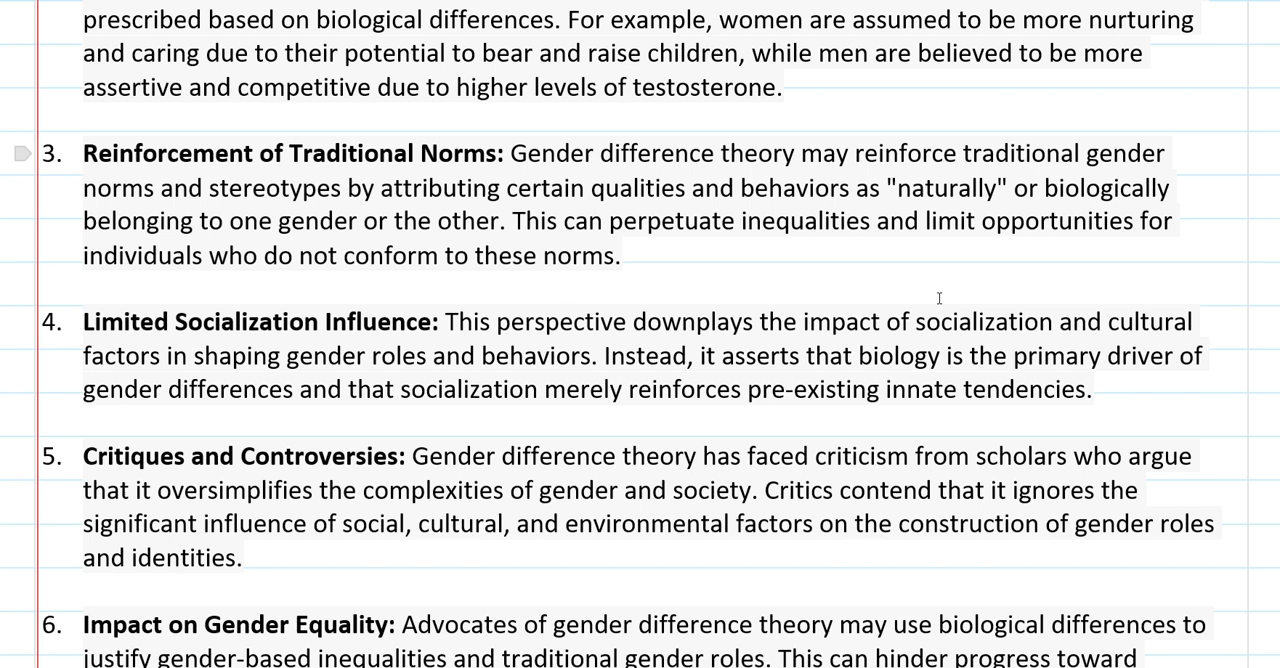 prescribed based on biological differences. For example, women are assumed to be more nurturing
and caring due to their potential to bear and raise children, while men are believed to be more
assertive and competitive due to higher levels of testosterone.
3. Reinforcement of Traditional Norms: Gender difference theory may reinforce traditional gender
norms and stereotypes by attributing certain qualities and behaviors as "naturally" or biologically
belonging to one gender or the other. This can perpetuate inequalities and limit opportunities for
individuals who do not conform to these norms.
4. Limited Socialization Influence: This perspective downplays the impact of socialization and cultural
factors in shaping gender roles and behaviors. Instead, it asserts that biology is the primary driver of
gender differences and that socialization merely reinforces pre-existing innate tendencies.
5. Critiques and Controversies: Gender difference theory has faced criticism from scholars who argue
that it oversimplifies the complexities of gender and society. Critics contend that it ignores the
significant influence of social, cultural, and environmental factors on the construction of gender roles
and identities.
6. Impact on Gender Equality: Advocates of gender difference theory may use biological differences to
justify gender-based inequalities and traditional gender roles. This can hinder progress toward